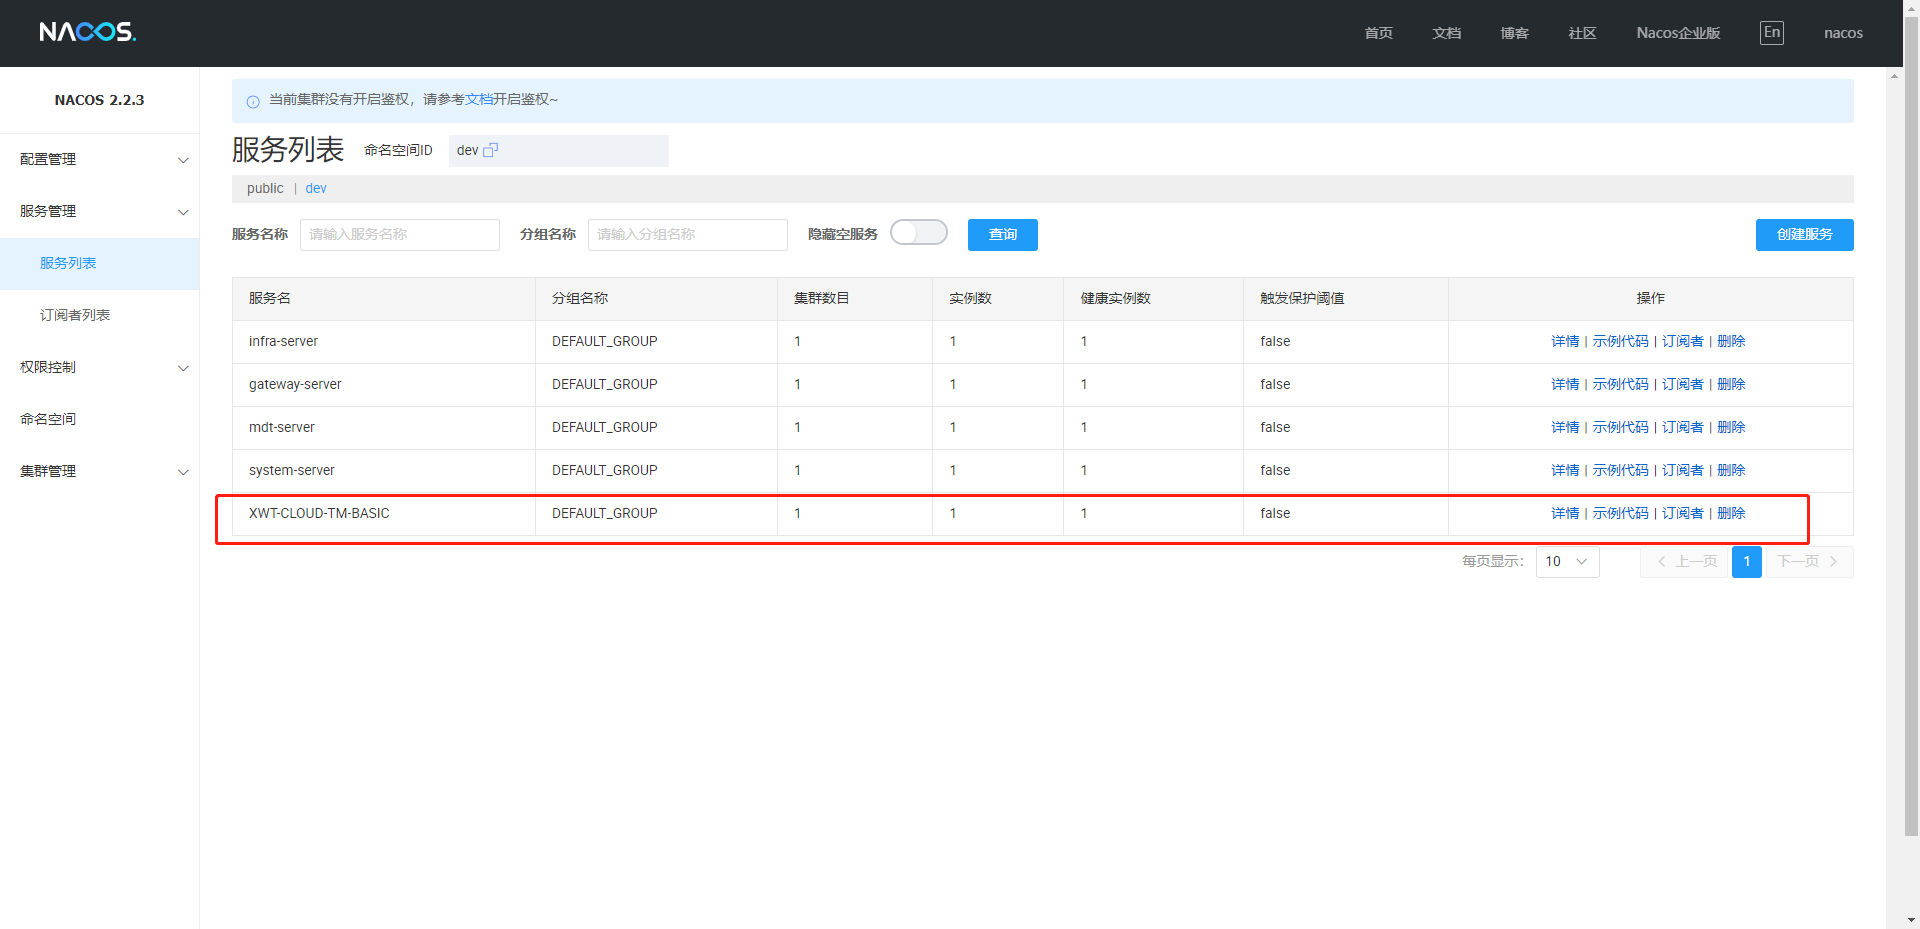 NACOS. 首页 文档 博客 社区 Nacos企业版 En nacos
NACOS 2.2.3
配置管理
服务管理
服务列表
订阅者列表
权限控制
命名空间
集群管理
当前集群没有开启鉴权，请参考文档开启鉴权~
服务列表 命名空间ID dev
public | dev
服务名称 请输入服务名称 分组名称 请输入分组名称 隐藏空服务 查询 创建服务
服务名 分组名称 集群数目 实例数 健康实例数 触发保护阈值 操作
infra-server DEFAULT_GROUP 1 1 1 false 详情 | 示例代码 | 订阅者 | 删除
gateway-server DEFAULT_GROUP 1 1 1 false 详情 | 示例代码 | 订阅者 | 删除
mdt-server DEFAULT_GROUP 1 1 1 false 详情 | 示例代码 | 订阅者 | 删除
system-server DEFAULT_GROUP 1 1 1 false 详情 | 示例代码 | 订阅者 | 删除
XWT-CLOUD-TM-BASIC DEFAULT_GROUP 1 1 1 false 详情 | 示例代码 | 订阅者 | 删除
每页显示： 10 上一页 1 下一页